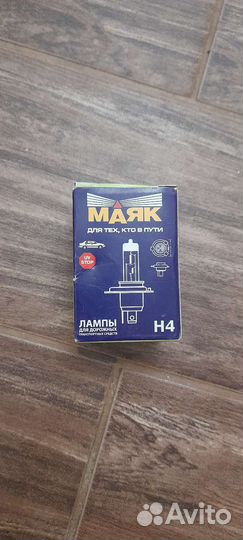 МАЯК
ДЛЯ ТЕХ, КТО В ПУТИ
UV
STOP
ЛАМПЫ
ДЛЯ ДОРОЖНЫХ
ТРАНСПОРТНЫХ СРЕДСТВ
H4
Avito